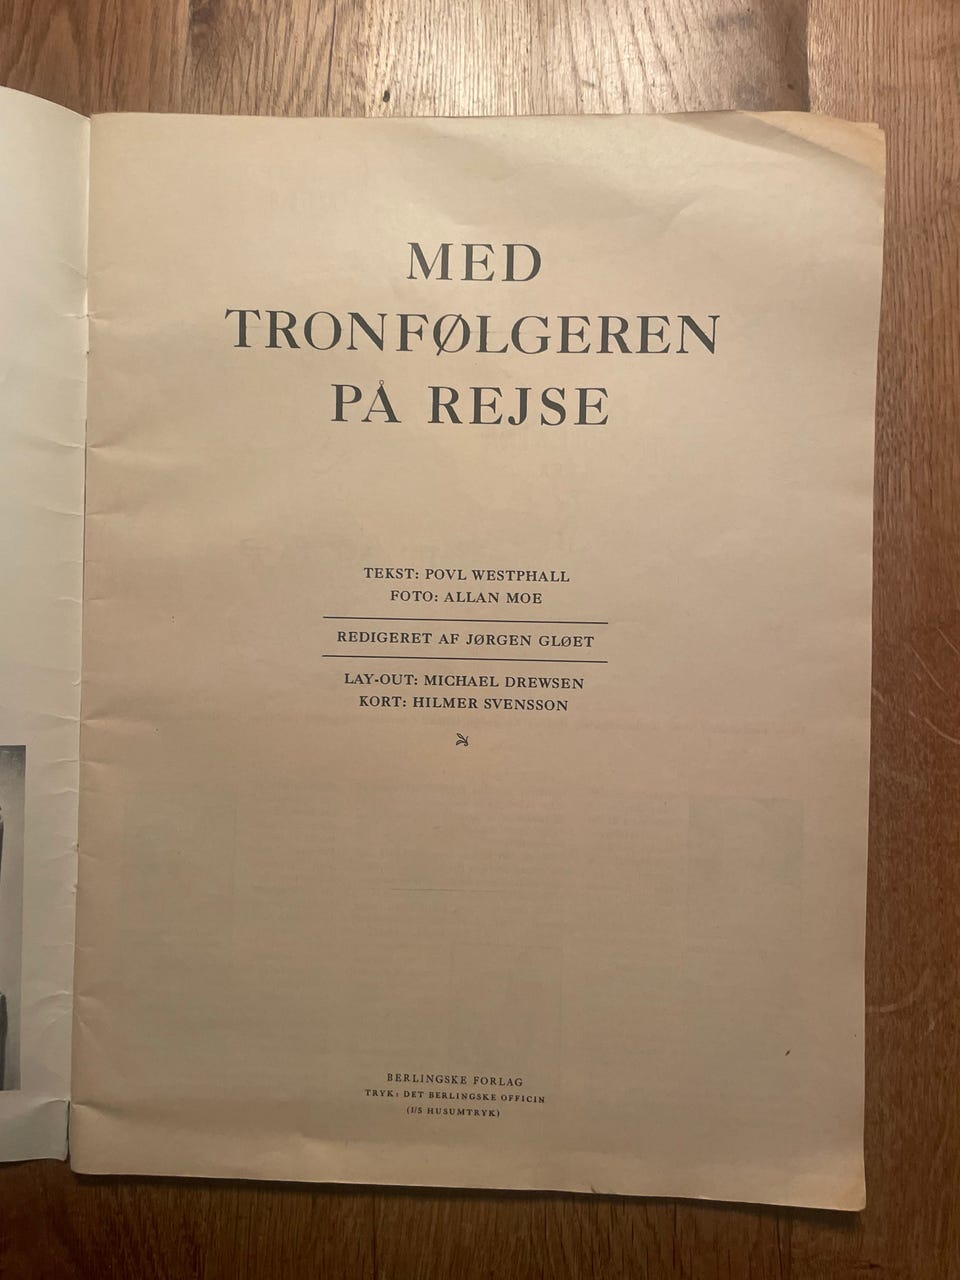 MED
TRONFØLGEREN
PÅ REJSE
TEKST: POVL WESTPHALL
FOTO: ALLAN MOE
REDIGERET AF JØRGEN GLØET
LAY-OUT: MICHAEL DREWSEN
KORT: HILMER SVENSSON
BERLINGSKE FORLAG
TRYK: DET BERLINGSKE OFFICIN
(I/S HUSUMTRYK)